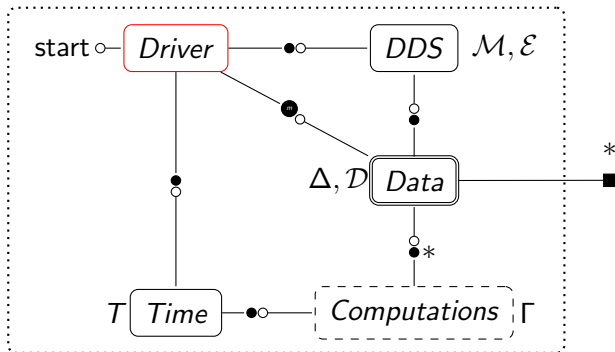 start Driver DDS ℳ, ℰ
m
*
Δ, 𝒟 Data
*
T Time Computations Γ